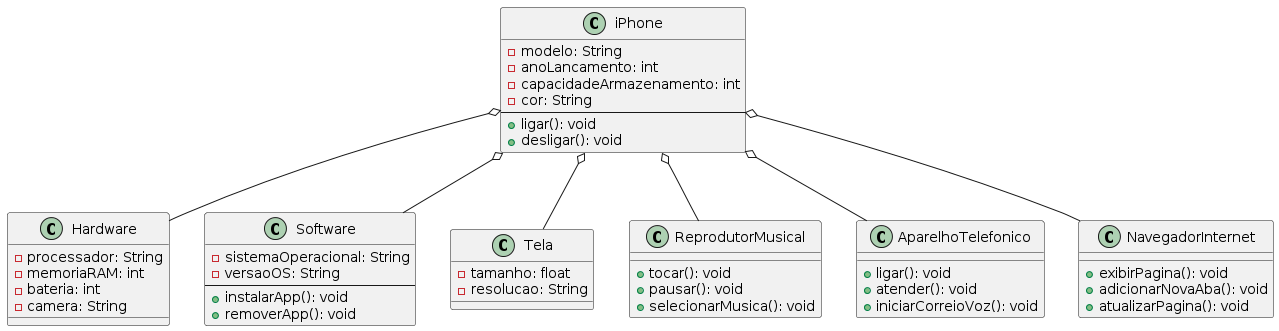 iPhone
modelo: String
anoLancamento: int
capacidadeArmazenamento: int
cor: String
ligar(): void
desligar(): void
Hardware
processador: String
memoriaRAM: int
bateria: int
camera: String
Software
sistemaOperacional: String
versaoOS: String
instalarApp(): void
removerApp(): void
Tela
tamanho: float
resolucao: String
ReprodutorMusical
tocar(): void
pausar(): void
selecionarMusica(): void
AparelhoTelefonico
ligar(): void
atender(): void
iniciarCorreioVoz(): void
NavegadorInternet
exibirPagina(): void
adicionarNovaAba(): void
atualizarPagina(): void